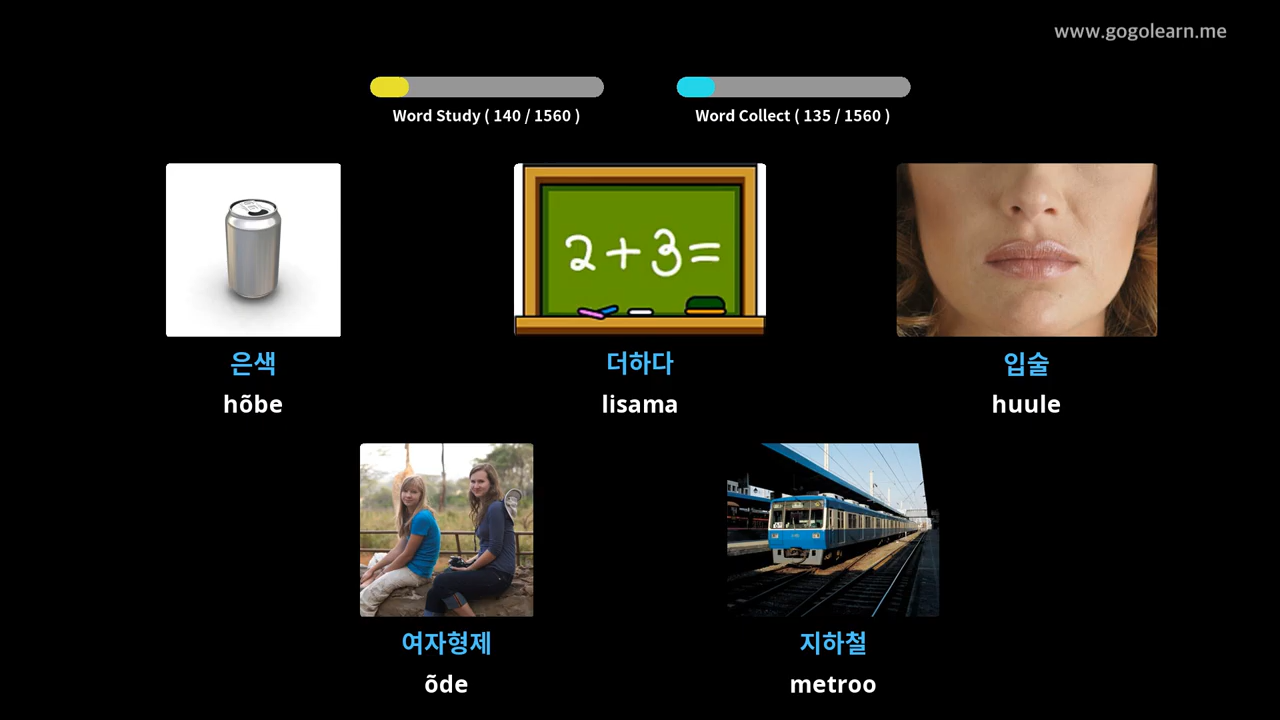 www.gogolearn.me
Word Study ( 140 / 1560 )
Word Collect ( 135 / 1560 )
2+3=
은색
더하다
입술
hõbe
lisama
huule
여자형제
지하철
õde
metroo